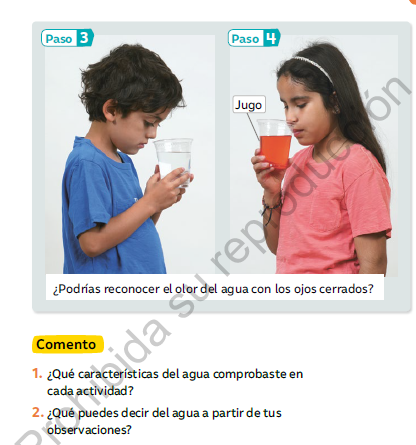 Paso 3
Paso 4
Jugo
¿Podrías reconocer el olor del agua con los ojos cerrados?
Comento
1. ¿Qué características del agua comprobaste en
cada actividad?
2. ¿Qué puedes decir del agua a partir de tus
observaciones?
Prohibida su reproducción